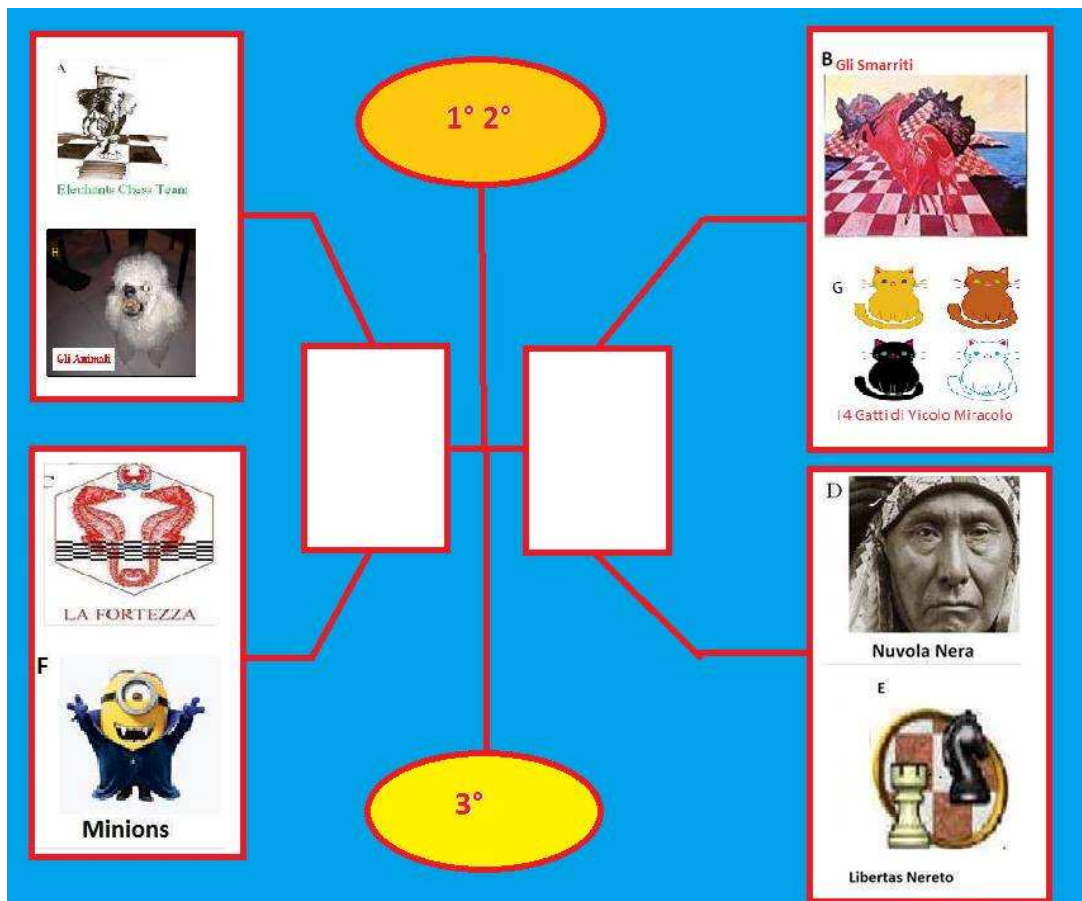 A
Elephants Chess Team
H
Gli Animali
1° 2°
B Gli Smarriti
G
I 4 Gatti di Vicolo Miracolo
C
LA FORTEZZA
F
Minions
3°
D
Nuvola Nera
E
Libertas Nereto